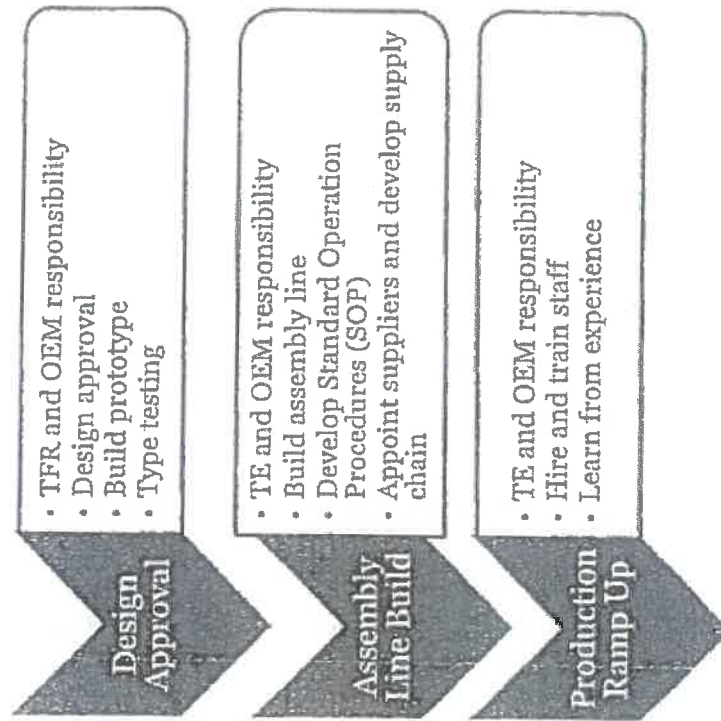 Design
Approval
• TFR and OEM responsibility
• Design approval
• Build prototype
• Type testing
Assembly
Line Build
• TE and OEM responsibility
• Build assembly line
• Develop Standard Operation
Procedures (SOP)
• Appoint suppliers and develop supply
chain
Production
Ramp Up
• TE and OEM responsibility
• Hire and train staff
• Learn from experience